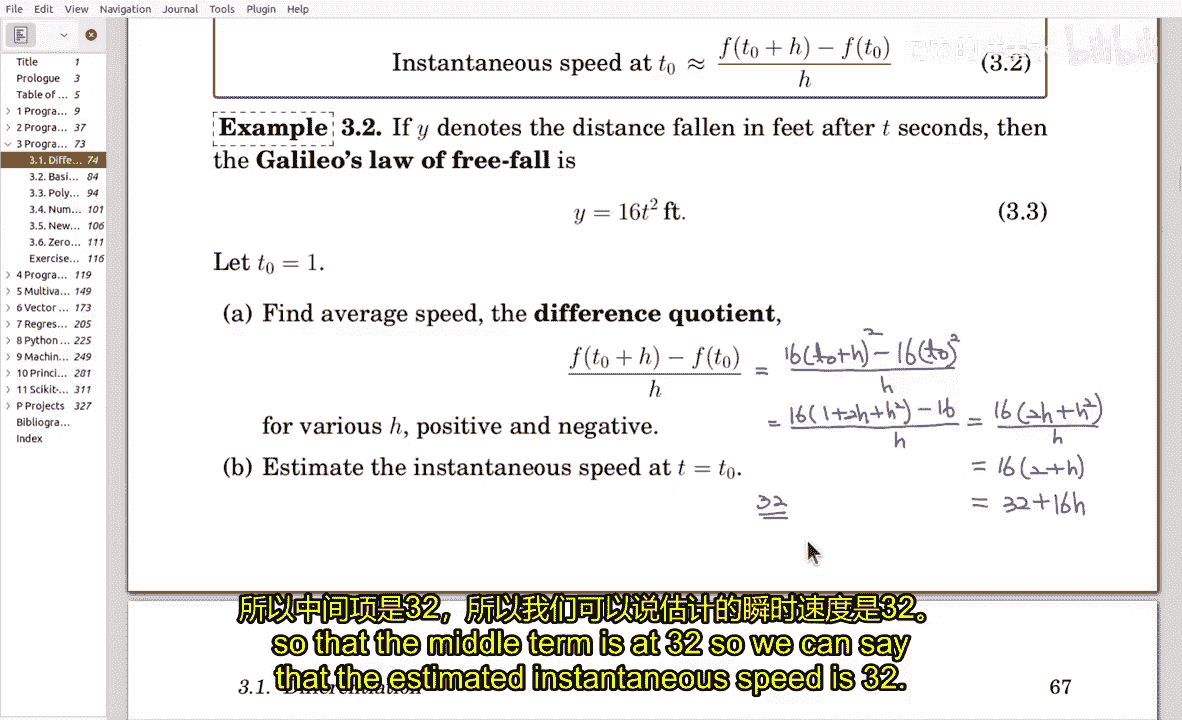 File Edit View Navigation Journal Tools Plugin Help
Title 1
Prologue 3
Table of ... 5
1 Progra... 9
2 Progra... 37
3 Progra... 73
3.1. Diffe... 74
3.2. Basi... 84
3.3. Poly... 94
3.4. Num... 101
3.5. New... 106
3.6. Zero... 111
Exercise... 116
4 Progra... 119
5 Multiva... 149
6 Vector ... 173
7 Regres... 205
8 Python ... 225
9 Machin... 249
10 Princi... 281
11 Scikit-... 311
P Projects 327
Bibliogra...
Index
Instantaneous speed at t₀ ≈ f(t₀ + h) − f(t₀) / h (3.2)
bilibili
Example 3.2. If y denotes the distance fallen in feet after t seconds, then
the Galileo's law of free-fall is
y = 16t² ft. (3.3)
Let t₀ = 1.
(a) Find average speed, the difference quotient,
f(t₀ + h) − f(t₀) / h = 16(t₀+h)² − 16(t₀)² / h
= 16(1+2h+h²) − 16 / h = 16(2h+h²) / h
for various h, positive and negative.
(b) Estimate the instantaneous speed at t = t₀.
= 16(2+h)
32
= 32+16h
所以中间项是32，所以我们可以说估计的瞬时速度是32。
so that the middle term is at 32 so we can say
that the estimated instantaneous speed is 32.
3.1. Differentiation 67